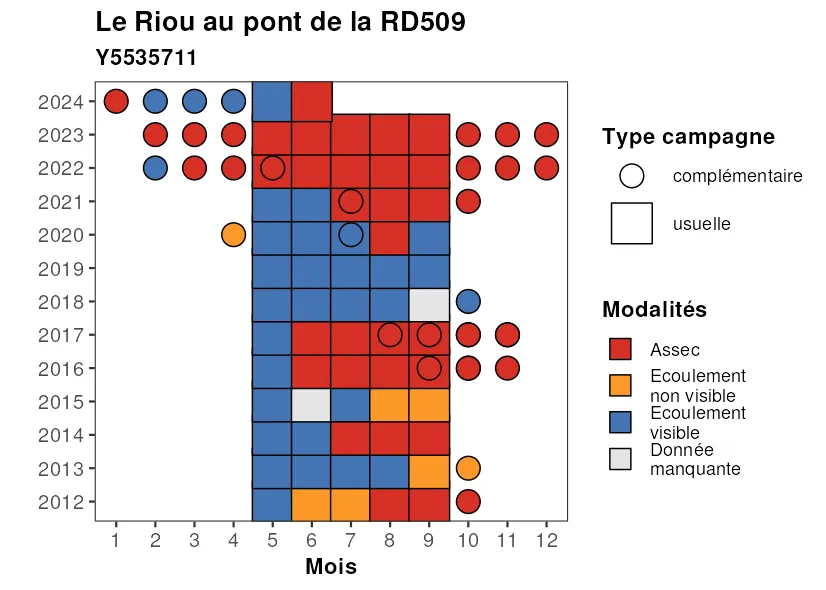 Le Riou au pont de la RD509
Y5535711
2024
2023
2022
2021
2020
2019
2018
2017
2016
2015
2014
2013
2012
1 2 3 4 5 6 7 8 9 10 11 12
Mois
Type campagne
complémentaire
usuelle
Modalités
Assec
Ecoulement
non visible
Ecoulement
visible
Donnée
manquante